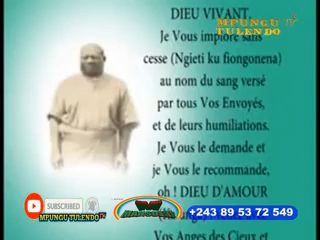 DIEU VIVANT
MPUNGU TV
TULENDO
Je Vous implore sans
cesse (Ngieti ku fiongonena)
au nom du sang versé
par tous Vos Envoyés,
et de leurs humiliations.
Je Vous le demande et
je Vous le recommande,
oh ! DIEU D'AMOUR
SUBSCRIBED
MPUNGU TULENDO TV
+243 89 53 72 549
Vos Anges des Cieux et